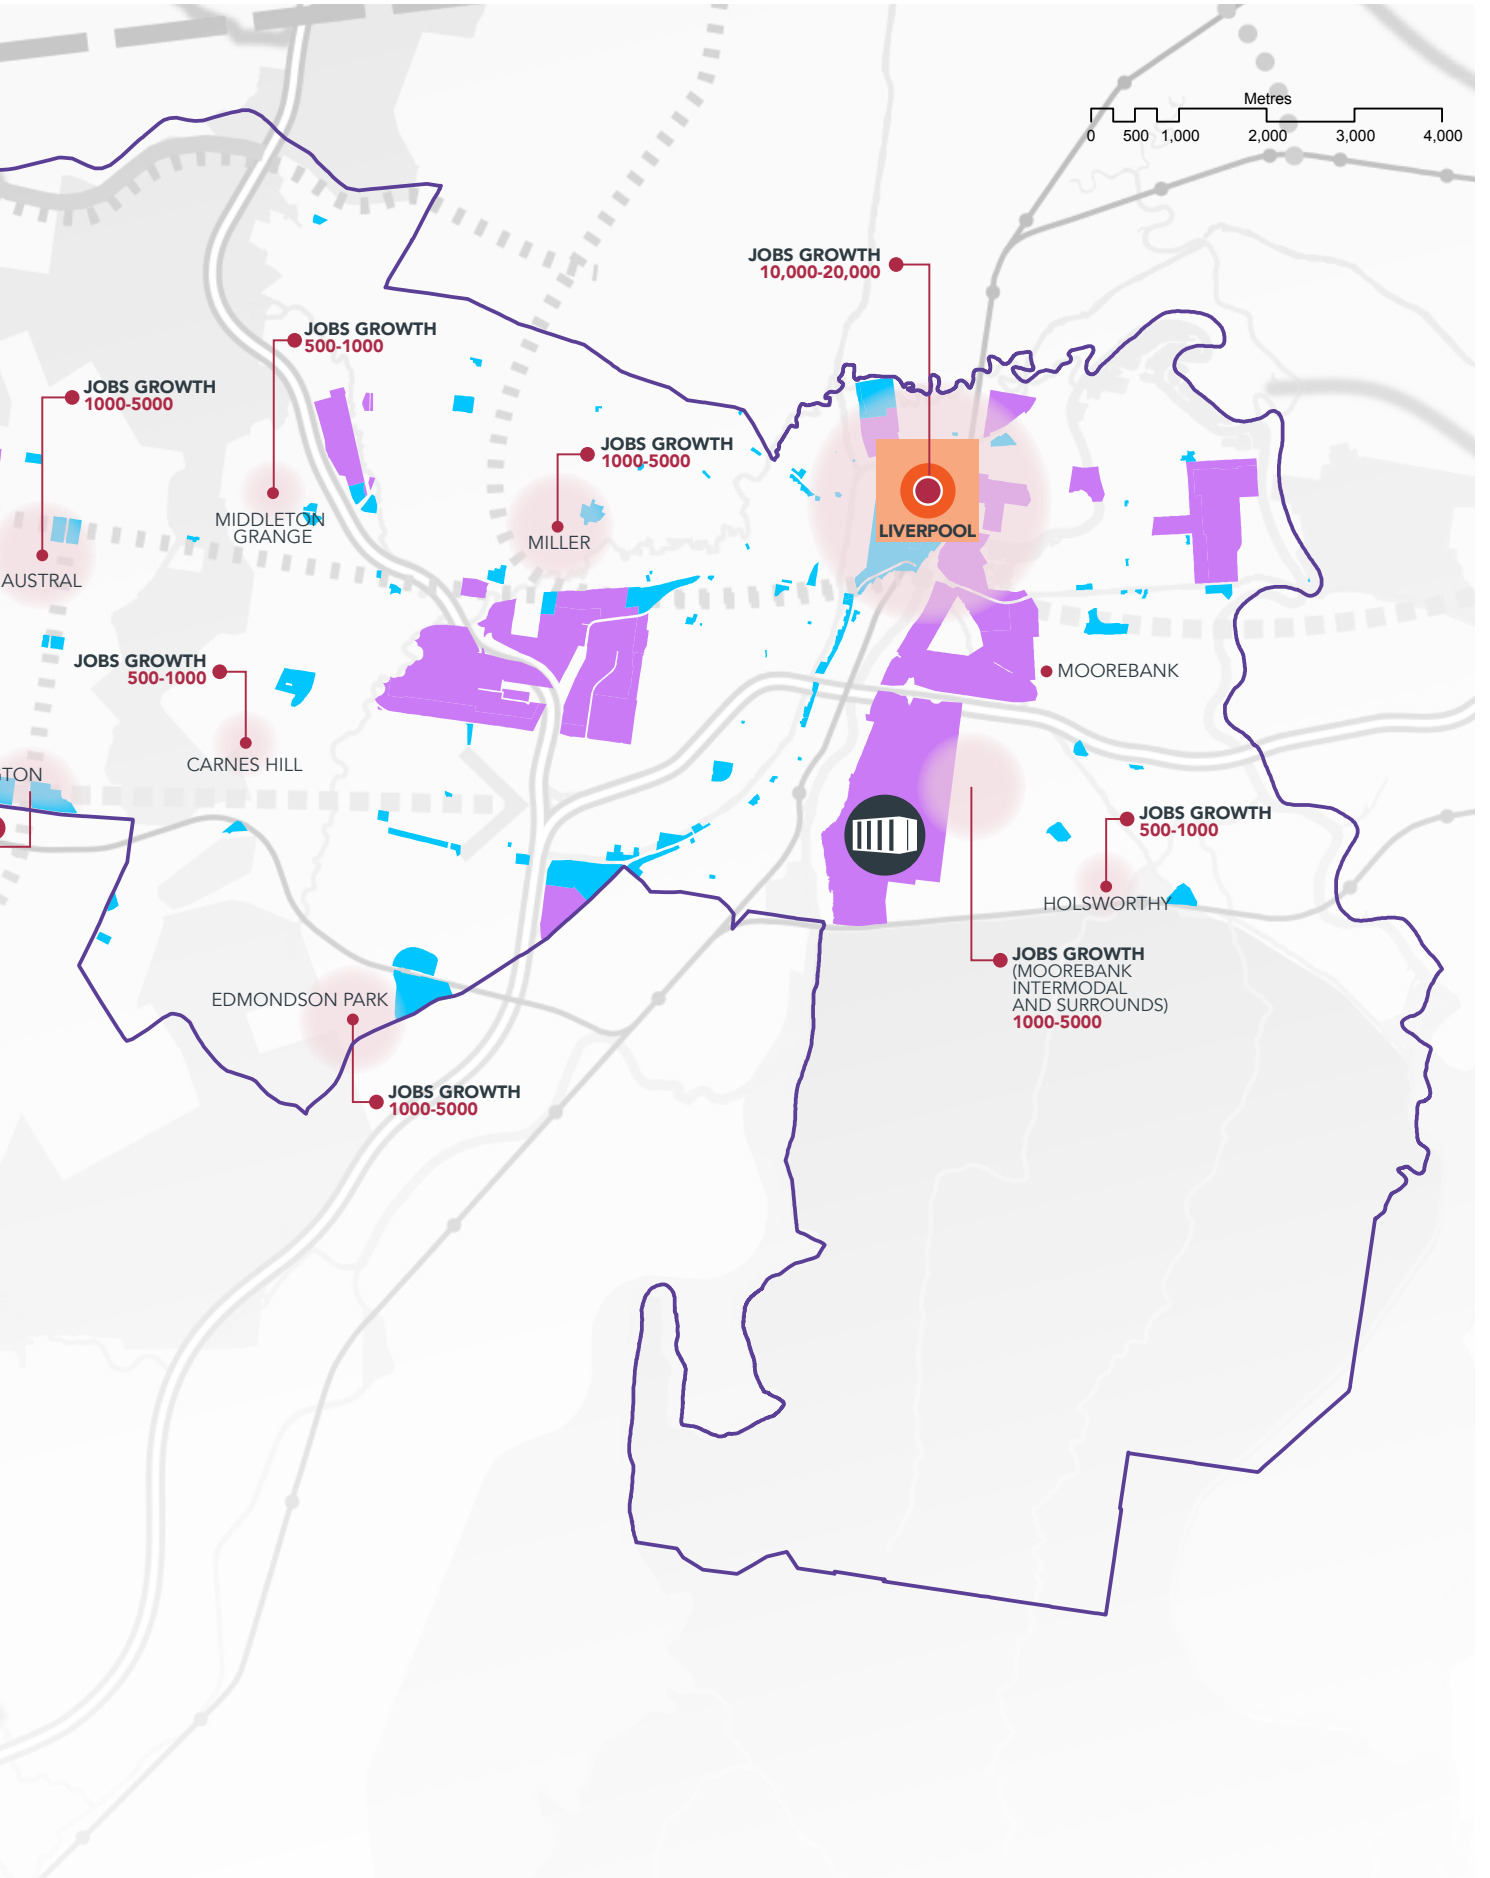 Metres
0 500 1,000 2,000 3,000 4,000
JOBS GROWTH
10,000-20,000
JOBS GROWTH
500-1000
JOBS GROWTH
1000-5000
JOBS GROWTH
1000-5000
MIDDLETON
GRANGE
MILLER
LIVERPOOL
AUSTRAL
JOBS GROWTH
500-1000
MOOREBANK
CARNES HILL
TON
JOBS GROWTH
500-1000
HOLSWORTHY
JOBS GROWTH
(MOOREBANK
INTERMODAL
AND SURROUNDS)
1000-5000
EDMONDSON PARK
JOBS GROWTH
1000-5000